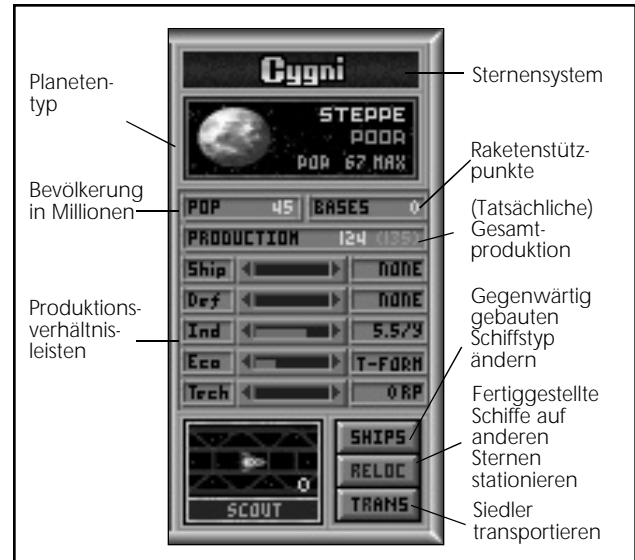 Planeten-
typ
Bevölkerung
in Millionen
Produktions-
verhältnis-
leisten
Cygni
STEPPE
POOR
POP 67 MAX
POP 45 BASES 0
PRODUCTION 124 (135)
Ship NONE
Def NONE
Ind 5.5/Y
Eco T-FORM
Tech 0 RP
0
SCOUT
SHIPS
RELOC
TRANS
Sternensystem
Raketenstütz-
punkte
(Tatsächliche)
Gesamt-
produktion
Gegenwärtig
gebauten
Schiffstyp
ändern
Fertiggestellte
Schiffe auf
anderen
Sternen
stationieren
Siedler
transportieren